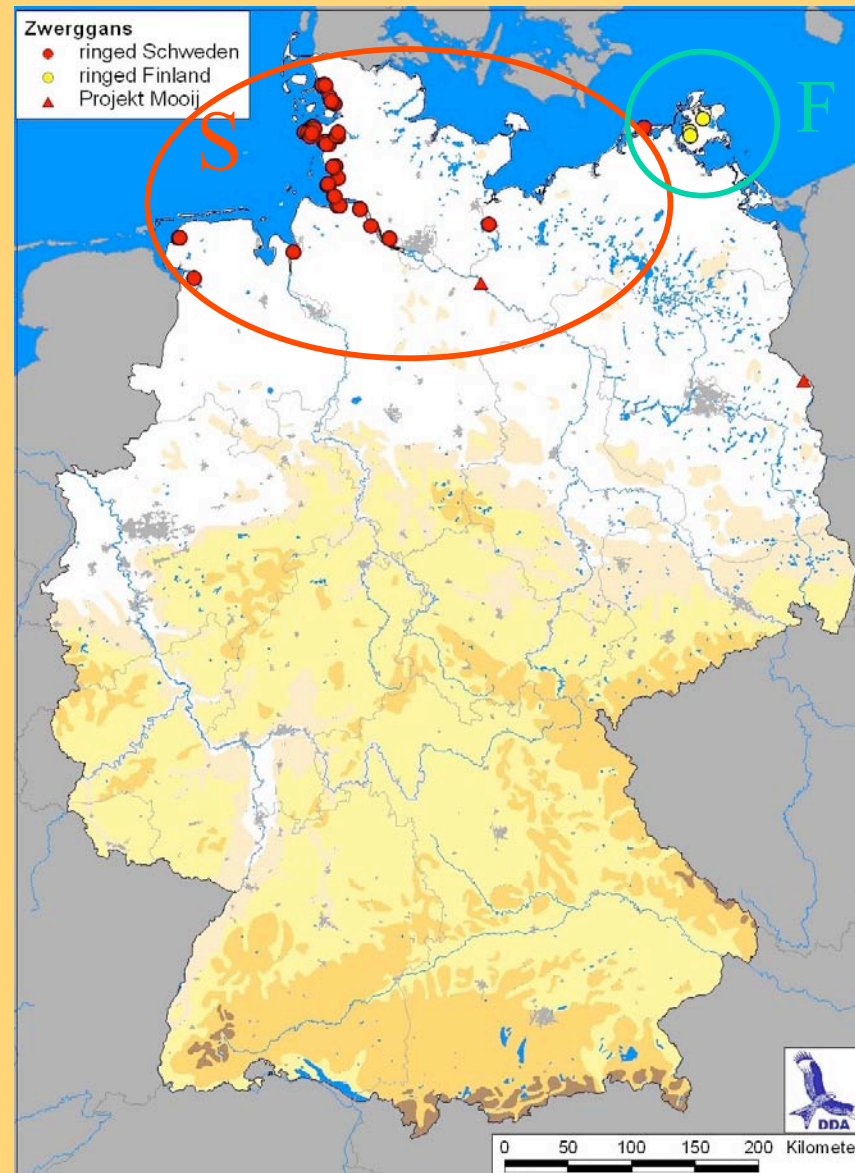 Zwerggans
ringed Schweden
ringed Finland
Projekt Mooij
S
F
DDA
0 50 100 150 200 Kilomete